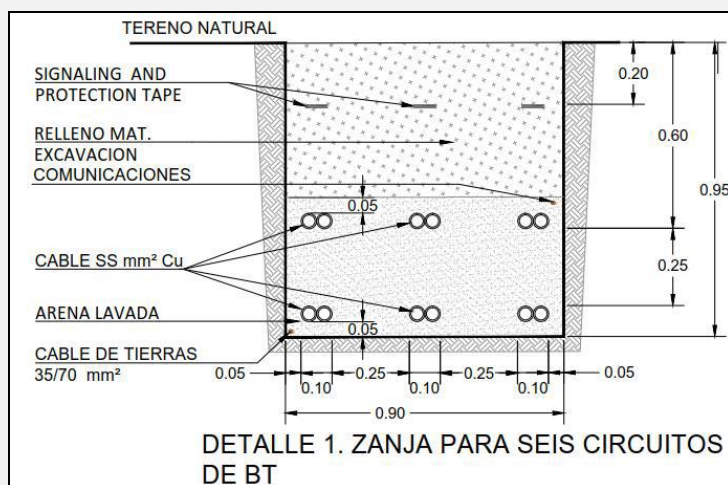 TERENO NATURAL
SIGNALING AND
PROTECTION TAPE
RELLENO MAT.
EXCAVACION
COMUNICACIONES
CABLE SS mm² Cu
ARENA LAVADA
CABLE DE TIERRAS
35/70 mm²
0.20
0.60
0.95
0.25
0.05
0.05
0.05
0.10
0.25
0.10
0.25
0.10
0.05
0.90
DETALLE 1. ZANJA PARA SEIS CIRCUITOS
DE BT